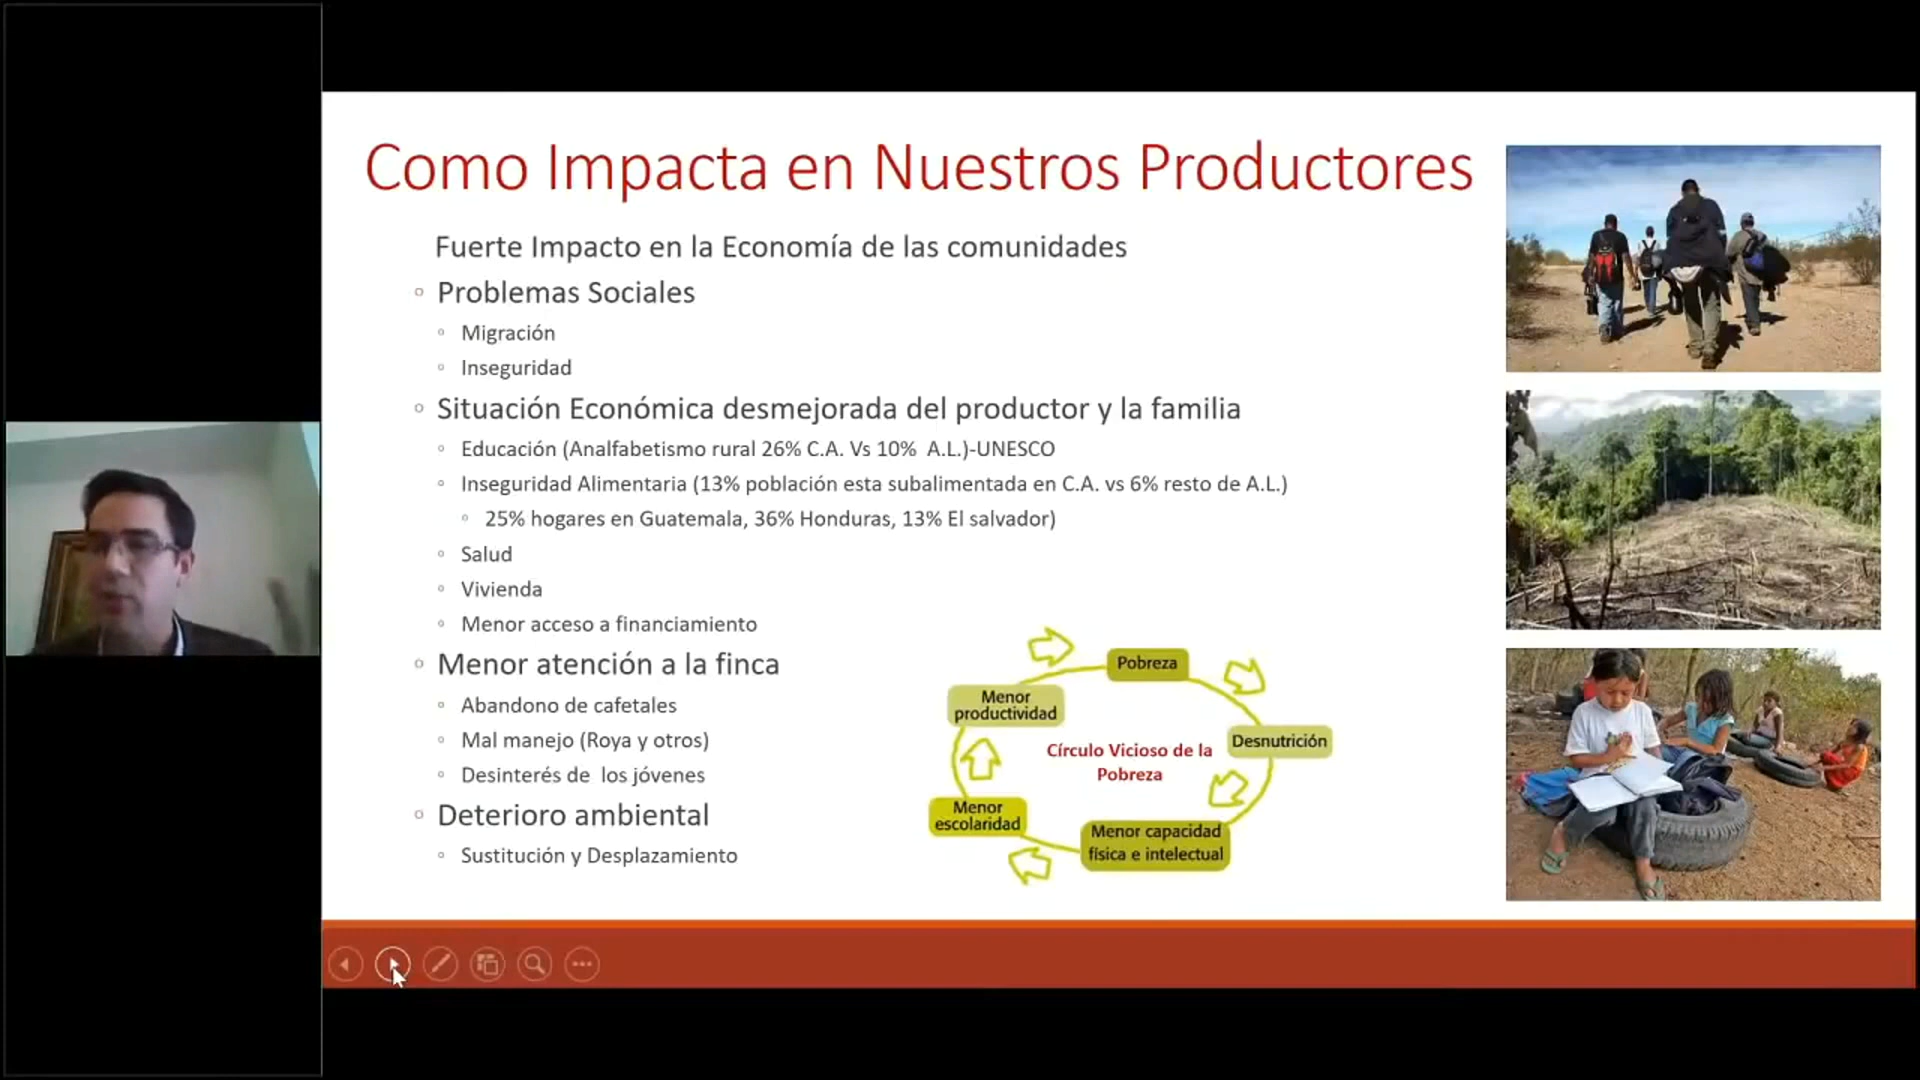 Como Impacta en Nuestros Productores
Fuerte Impacto en la Economía de las comunidades
Problemas Sociales
Migración
Inseguridad
Situación Económica desmejorada del productor y la familia
Educación (Analfabetismo rural 26% C.A. Vs 10% A.L.)-UNESCO
Inseguridad Alimentaria (13% población esta subalimentada en C.A. vs 6% resto de A.L.)
25% hogares en Guatemala, 36% Honduras, 13% El salvador)
Salud
Vivienda
Menor acceso a financiamiento
Menor atención a la finca
Abandono de cafetales
Mal manejo (Roya y otros)
Desinterés de los jóvenes
Deterioro ambiental
Sustitución y Desplazamiento
Pobreza
Desnutrición
Menor capacidad
física e intelectual
Menor
escolaridad
Menor
productividad
Círculo Vicioso de la
Pobreza